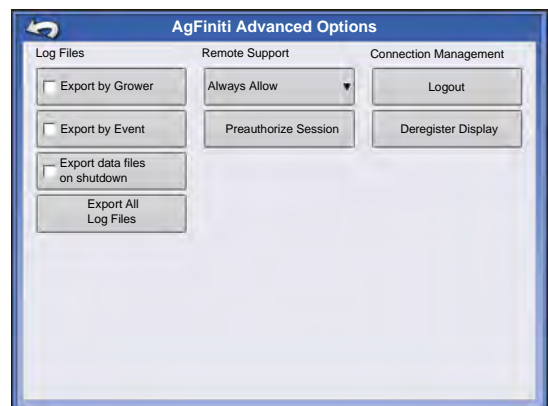 AgFiniti Advanced Options
Log Files
Remote Support
Connection Management
Export by Grower
Always Allow
Logout
Export by Event
Preauthorize Session
Deregister Display
Export data files
on shutdown
Export All
Log Files